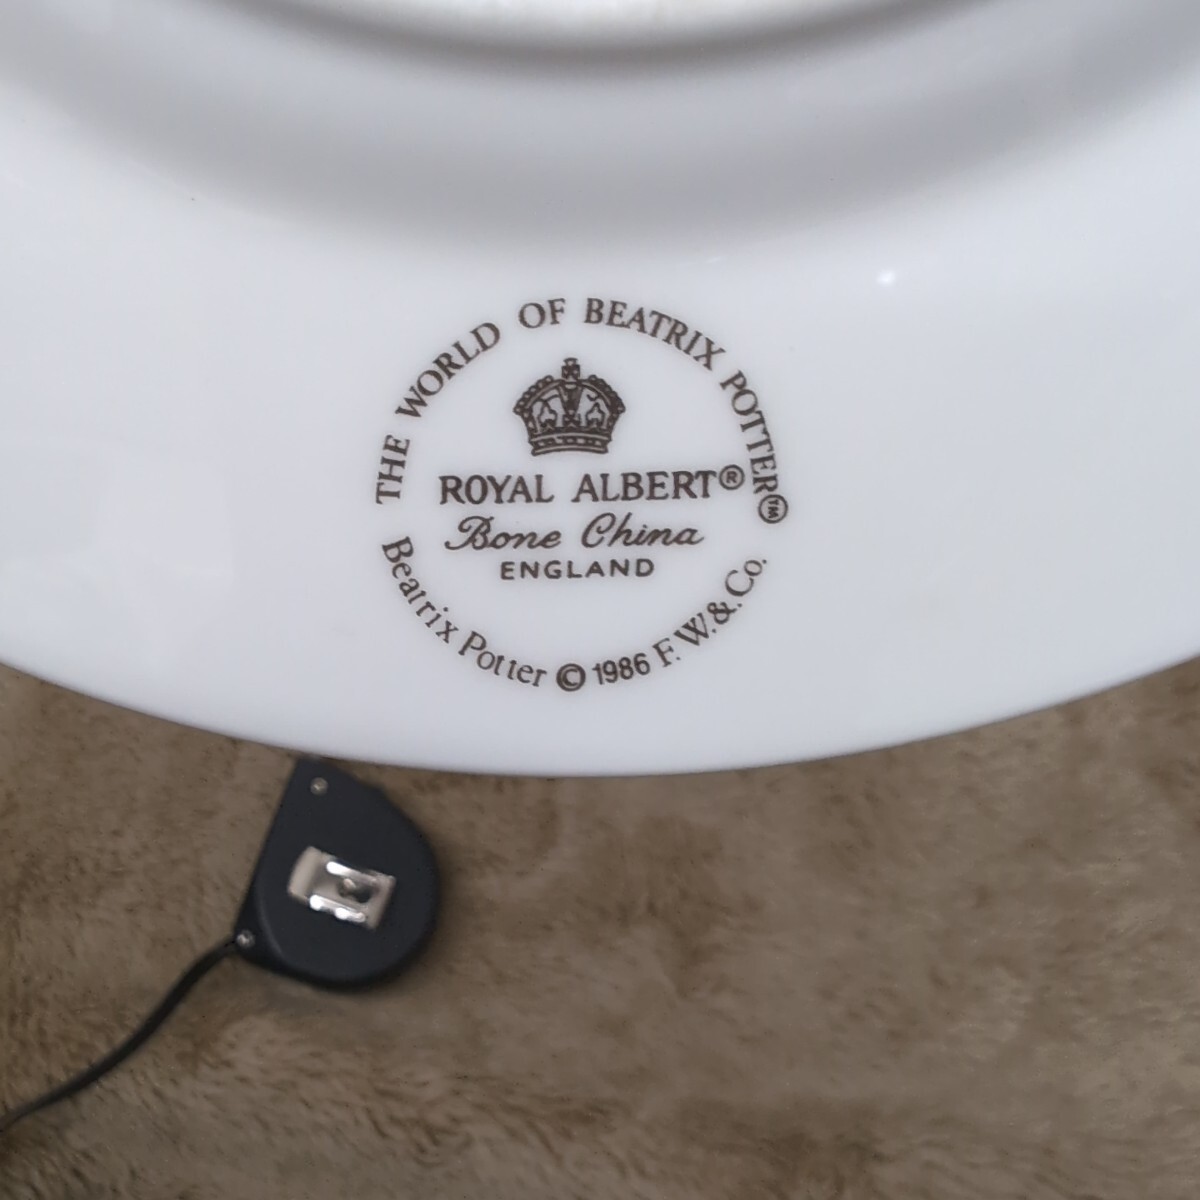 THE WORLD OF BEATRIX POTTER™
ROYAL ALBERT®
Bone China
ENGLAND
Beatrix Potter © 1986 F.W.&Co.